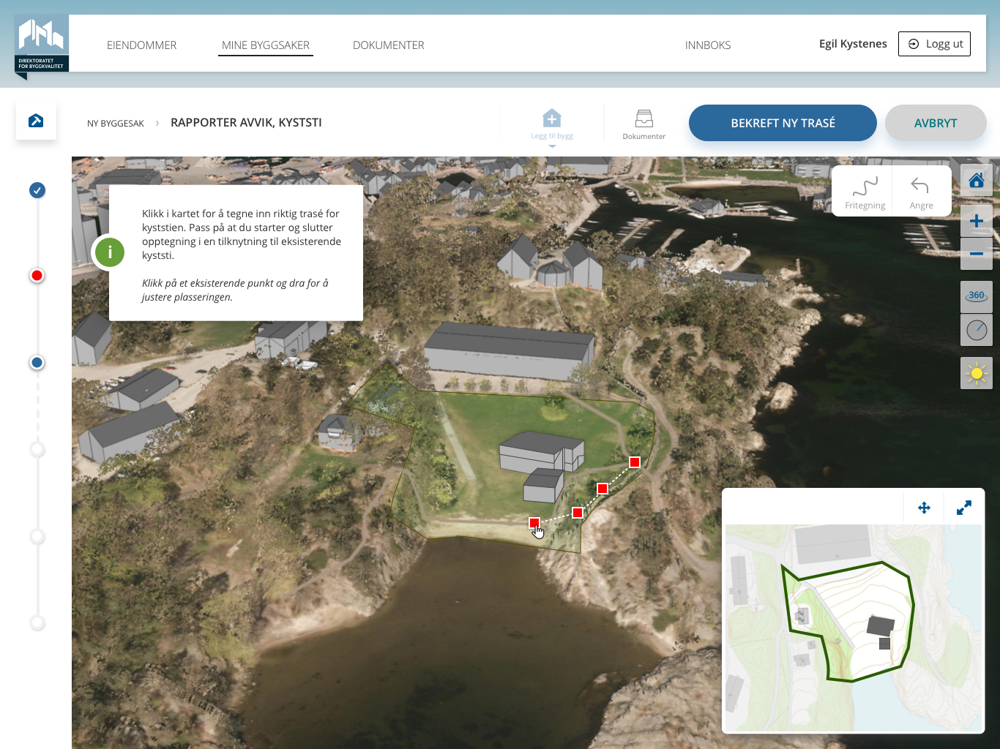 DIREKTORATET
FOR BYGGKVALITET
EIENDOMMER
MINE BYGGSAKER
DOKUMENTER
INNBOKS
Egil Kystenes
Logg ut
NY BYGGESAK › RAPPORTER AVVIK, KYSTSTI
Legg til bygg
Dokumenter
BEKREFT NY TRASÉ
AVBRYT
Klikk i kartet for å tegne inn riktig trasé for
kyststien. Pass på at du starter og slutter
opptegning i en tilknytning til eksisterende
kyststi.
Klikk på et eksisterende punkt og dra for å
justere plasseringen.
i
Fritegning
Angre
360